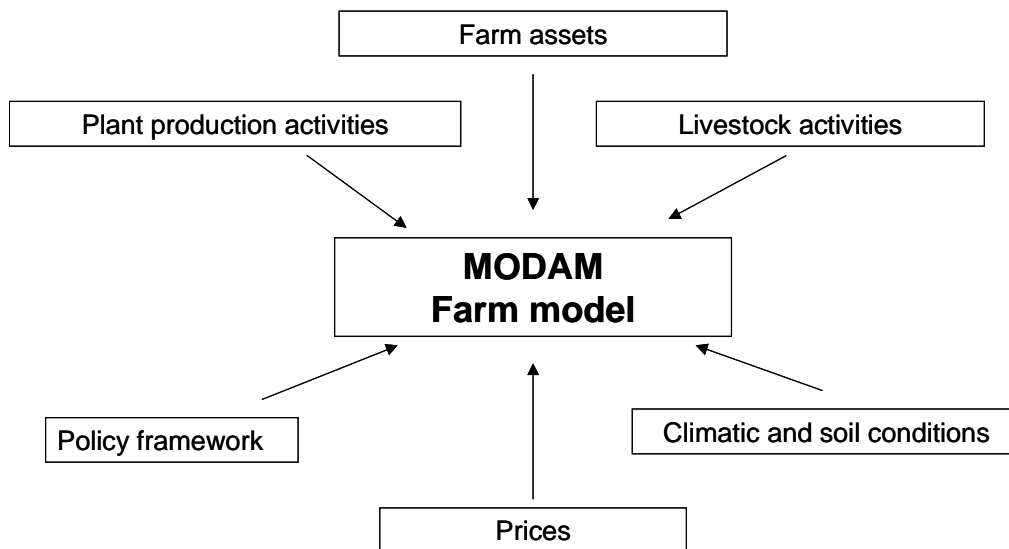 Farm assets
Plant production activities
Livestock activities
MODAM
Farm model
Policy framework
Climatic and soil conditions
Prices